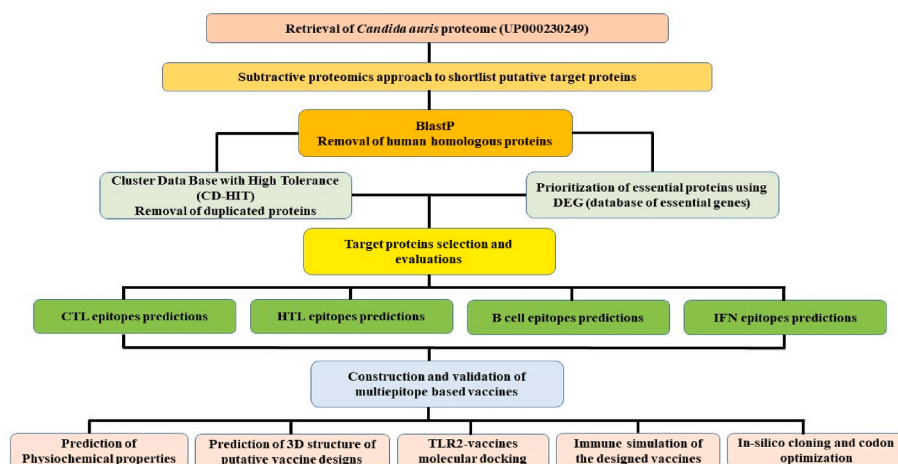 Retrieval of Candida auris proteome (UP000230249)
Subtractive proteomics approach to shortlist putative target proteins
BlastP
Removal of human homologous proteins
Cluster Data Base with High Tolerance
(CD-HIT)
Removal of duplicated proteins
Prioritization of essential proteins using
DEG (database of essential genes)
Target proteins selection and
evaluations
CTL epitopes predictions
HTL epitopes predictions
B cell epitopes predictions
IFN epitopes predictions
Construction and validation of
multiepitope based vaccines
Prediction of
Physiochemical properties
Prediction of 3D structure of
putative vaccine designs
TLR2-vaccines
molecular docking
Immune simulation of
the designed vaccines
In-silico cloning and codon
optimization